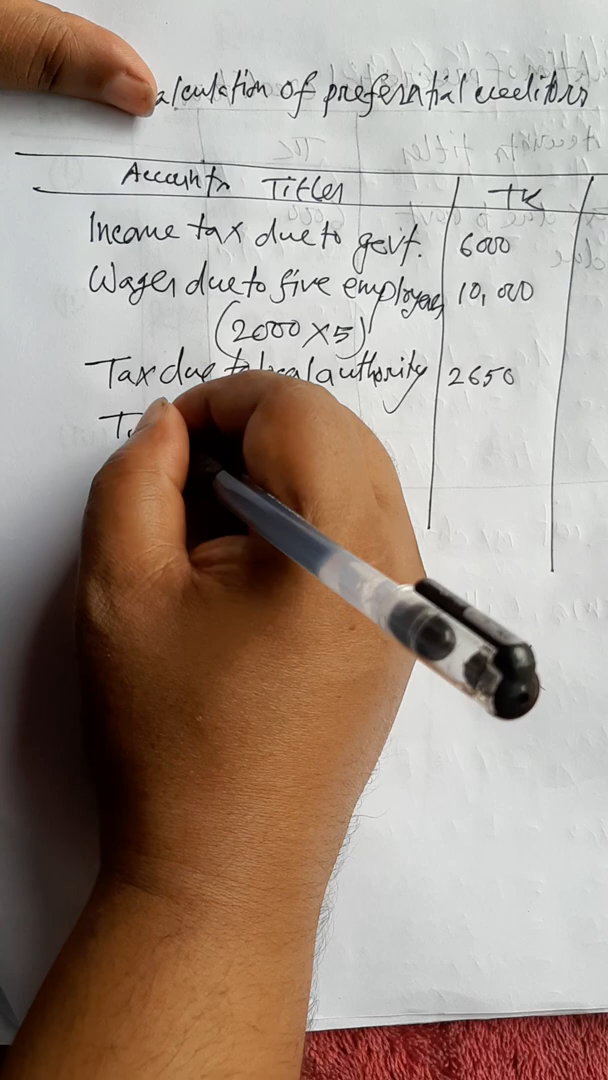 alculation of preferential creditors
Accounts Titles TK
Income tax due to govt. 6000
Wages due to five employees 10,000
(2000 X 5)
Tax due to local authority 2650